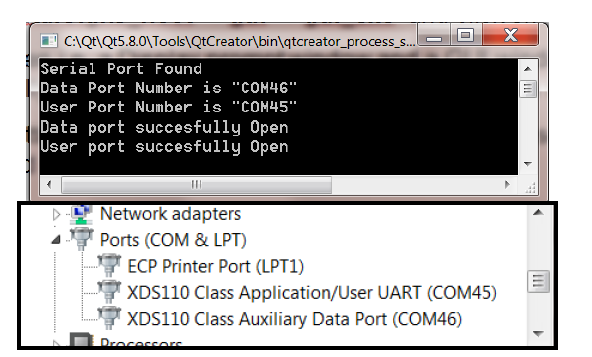 C:\Qt\Qt5.8.0\Tools\QtCreator\bin\qtcreator_process_s...
Serial Port Found
Data Port Number is "COM46"
User Port Number is "COM45"
Data port succesfully Open
User port succesfully Open
Network adapters
Ports (COM & LPT)
ECP Printer Port (LPT1)
XDS110 Class Application/User UART (COM45)
XDS110 Class Auxiliary Data Port (COM46)
Processors